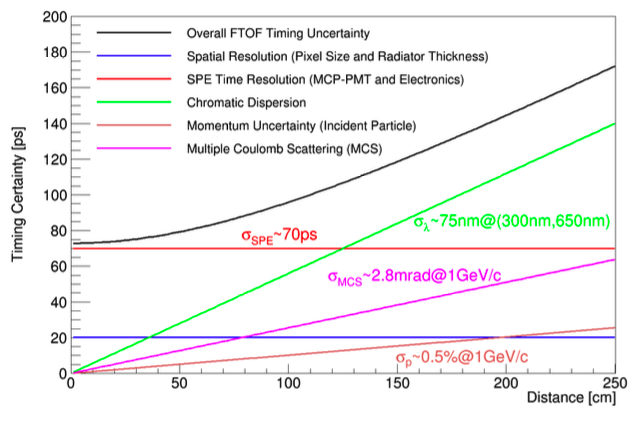 200
180
160
140
120
100
80
60
40
20
0
Timing Certainty [ps]
Overall FTOF Timing Uncertainty
Spatial Resolution (Pixel Size and Radiator Thickness)
SPE Time Resolution (MCP-PMT and Electronics)
Chromatic Dispersion
Momentum Uncertainty (Incident Particle)
Multiple Coulomb Scattering (MCS)
σλ~75nm@(300nm,650nm)
σSPE~70ps
σMCS~2.8mrad@1GeV/c
σp~0.5%@1GeV/c
0 50 100 150 200 250
Distance [cm]